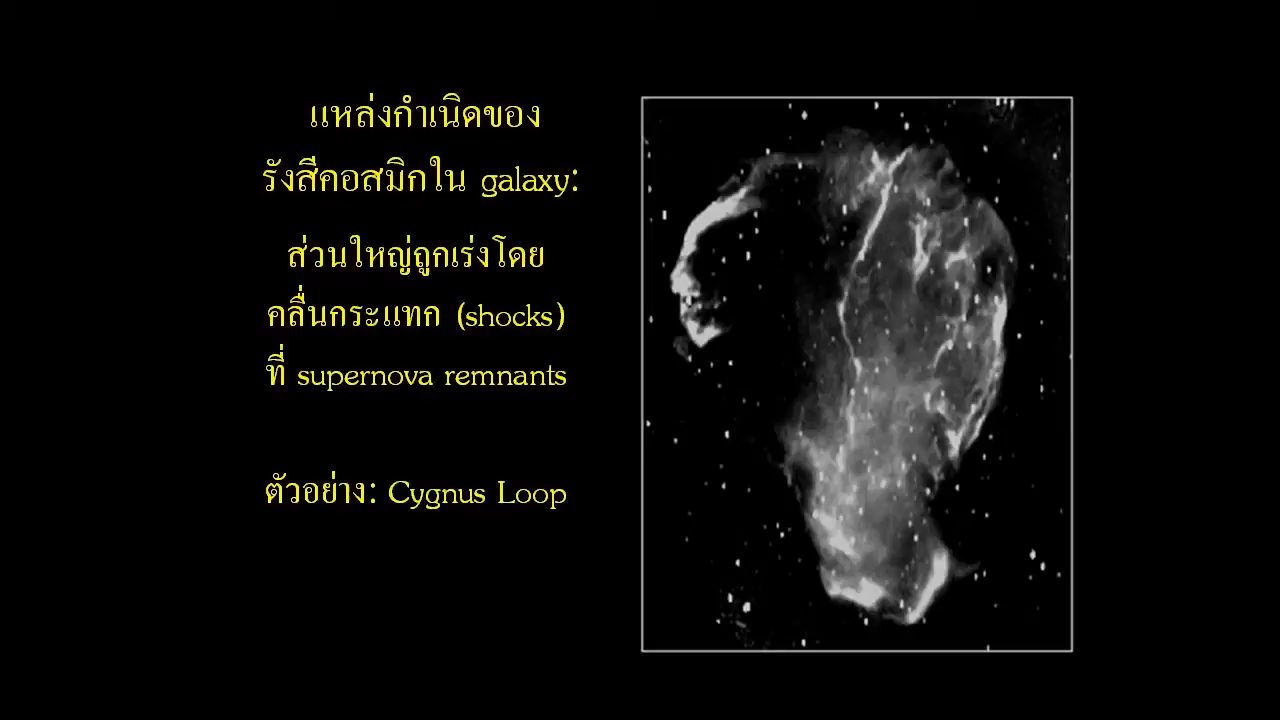 แหล่งกำเนิดของ
รังสีคอสมิกใน galaxy:
ส่วนใหญ่ถูกเร่งโดย
คลื่นกระแทก (shocks)
ที่ supernova remnants
ตัวอย่าง: Cygnus Loop